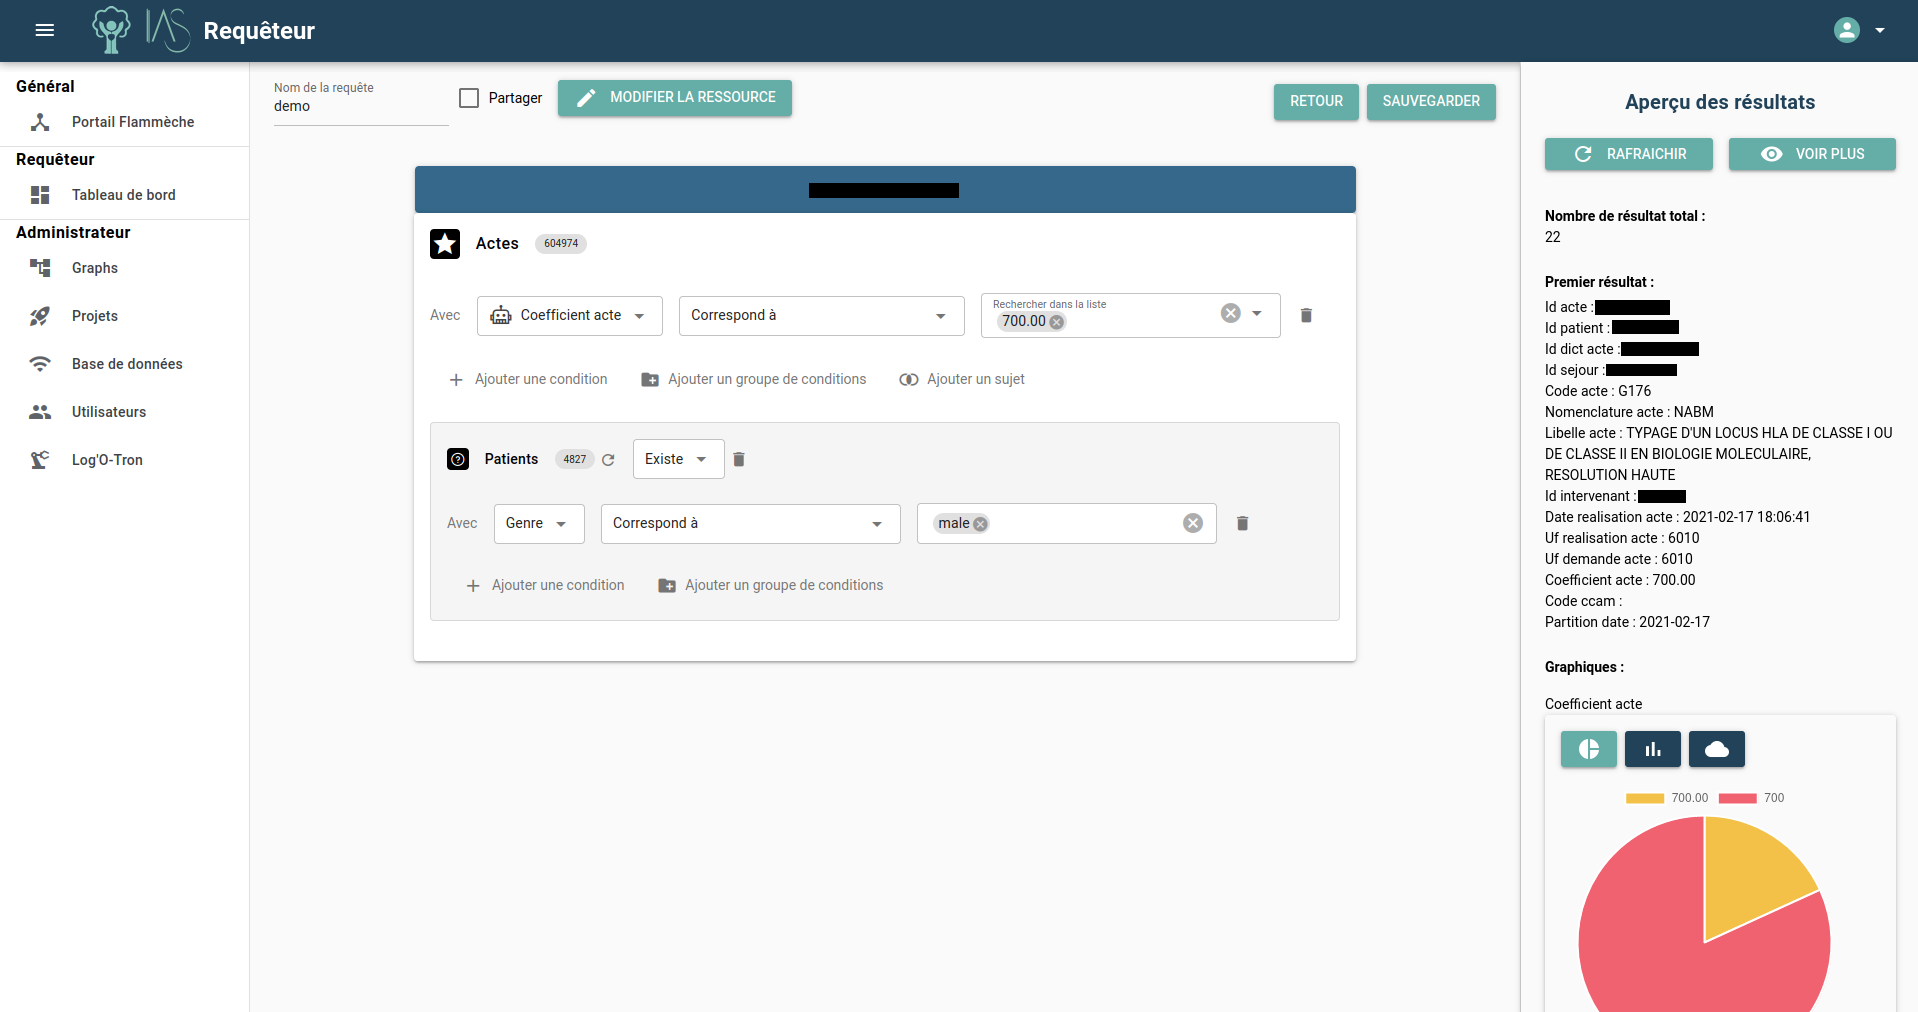 IAS Requêteur
Général
Portail Flammèche
Requêteur
Tableau de bord
Administrateur
Graphs
Projets
Base de données
Utilisateurs
Log'O-Tron
Nom de la requête
demo
Partager
MODIFIER LA RESSOURCE
RETOUR
SAUVEGARDER
Actes 604974
Avec Coefficient acte Correspond à Rechercher dans la liste
700.00
Ajouter une condition Ajouter un groupe de conditions Ajouter un sujet
Patients 4827 Existe
Avec Genre Correspond à male
Ajouter une condition Ajouter un groupe de conditions
Aperçu des résultats
RAFRAICHIR VOIR PLUS
Nombre de résultat total :
22
Premier résultat :
Id acte :
Id patient :
Id dict acte :
Id sejour :
Code acte : G176
Nomenclature acte : NABM
Libelle acte : TYPAGE D'UN LOCUS HLA DE CLASSE I OU
DE CLASSE II EN BIOLOGIE MOLECULAIRE,
RESOLUTION HAUTE
Id intervenant :
Date realisation acte : 2021-02-17 18:06:41
Uf realisation acte : 6010
Uf demande acte : 6010
Coefficient acte : 700.00
Code ccam :
Partition date : 2021-02-17
Graphiques :
Coefficient acte
700.00 700